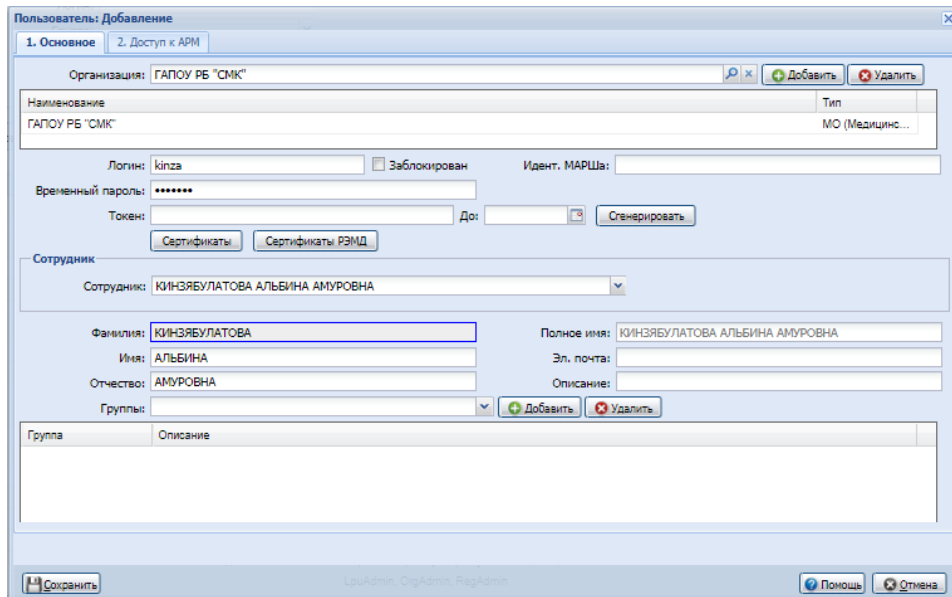 Пользователь: Добавление
1. Основное 2. Доступ к АРМ
Организация: ГАПОУ РБ "СМК" Добавить Удалить
Наименование Тип
ГАПОУ РБ "СМК" МО (Медицинс...
Логин: kinza Заблокирован Идент. МАРШа:
Временный пароль: •••••••
Токен: До: Сгенерировать
Сертификаты Сертификаты РЭМД
Сотрудник
Сотрудник: КИНЗЯБУЛАТОВА АЛЬБИНА АМУРОВНА
Фамилия: КИНЗЯБУЛАТОВА Полное имя: КИНЗЯБУЛАТОВА АЛЬБИНА АМУРОВНА
Имя: АЛЬБИНА Эл. почта:
Отчество: АМУРОВНА Описание:
Группы: Добавить Удалить
Группа Описание
Сохранить LpuAdmin, OrgAdmin, RegAdmin Помощь Отмена